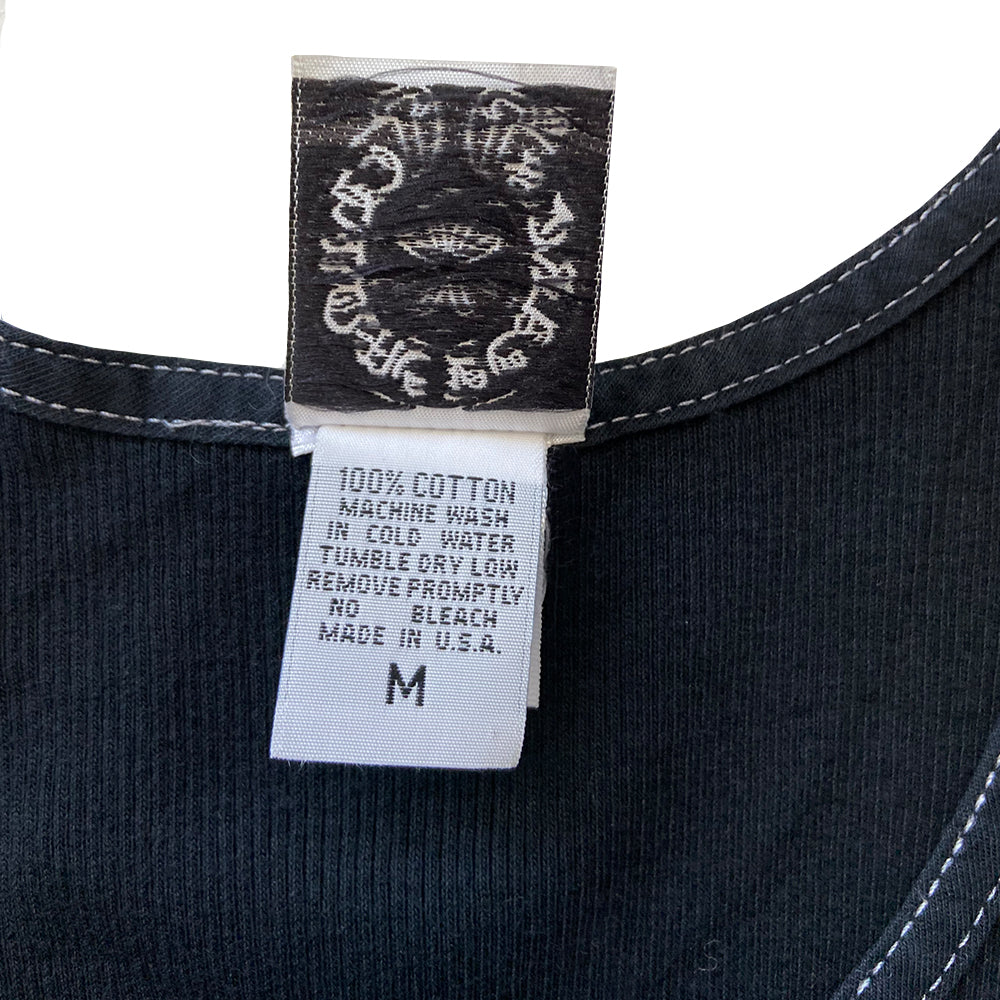 100% COTTON
MACHINE WASH
IN COLD WATER
TUMBLE DRY LOW
REMOVE PROMPTLY
NO BLEACH
MADE IN U.S.A.
M